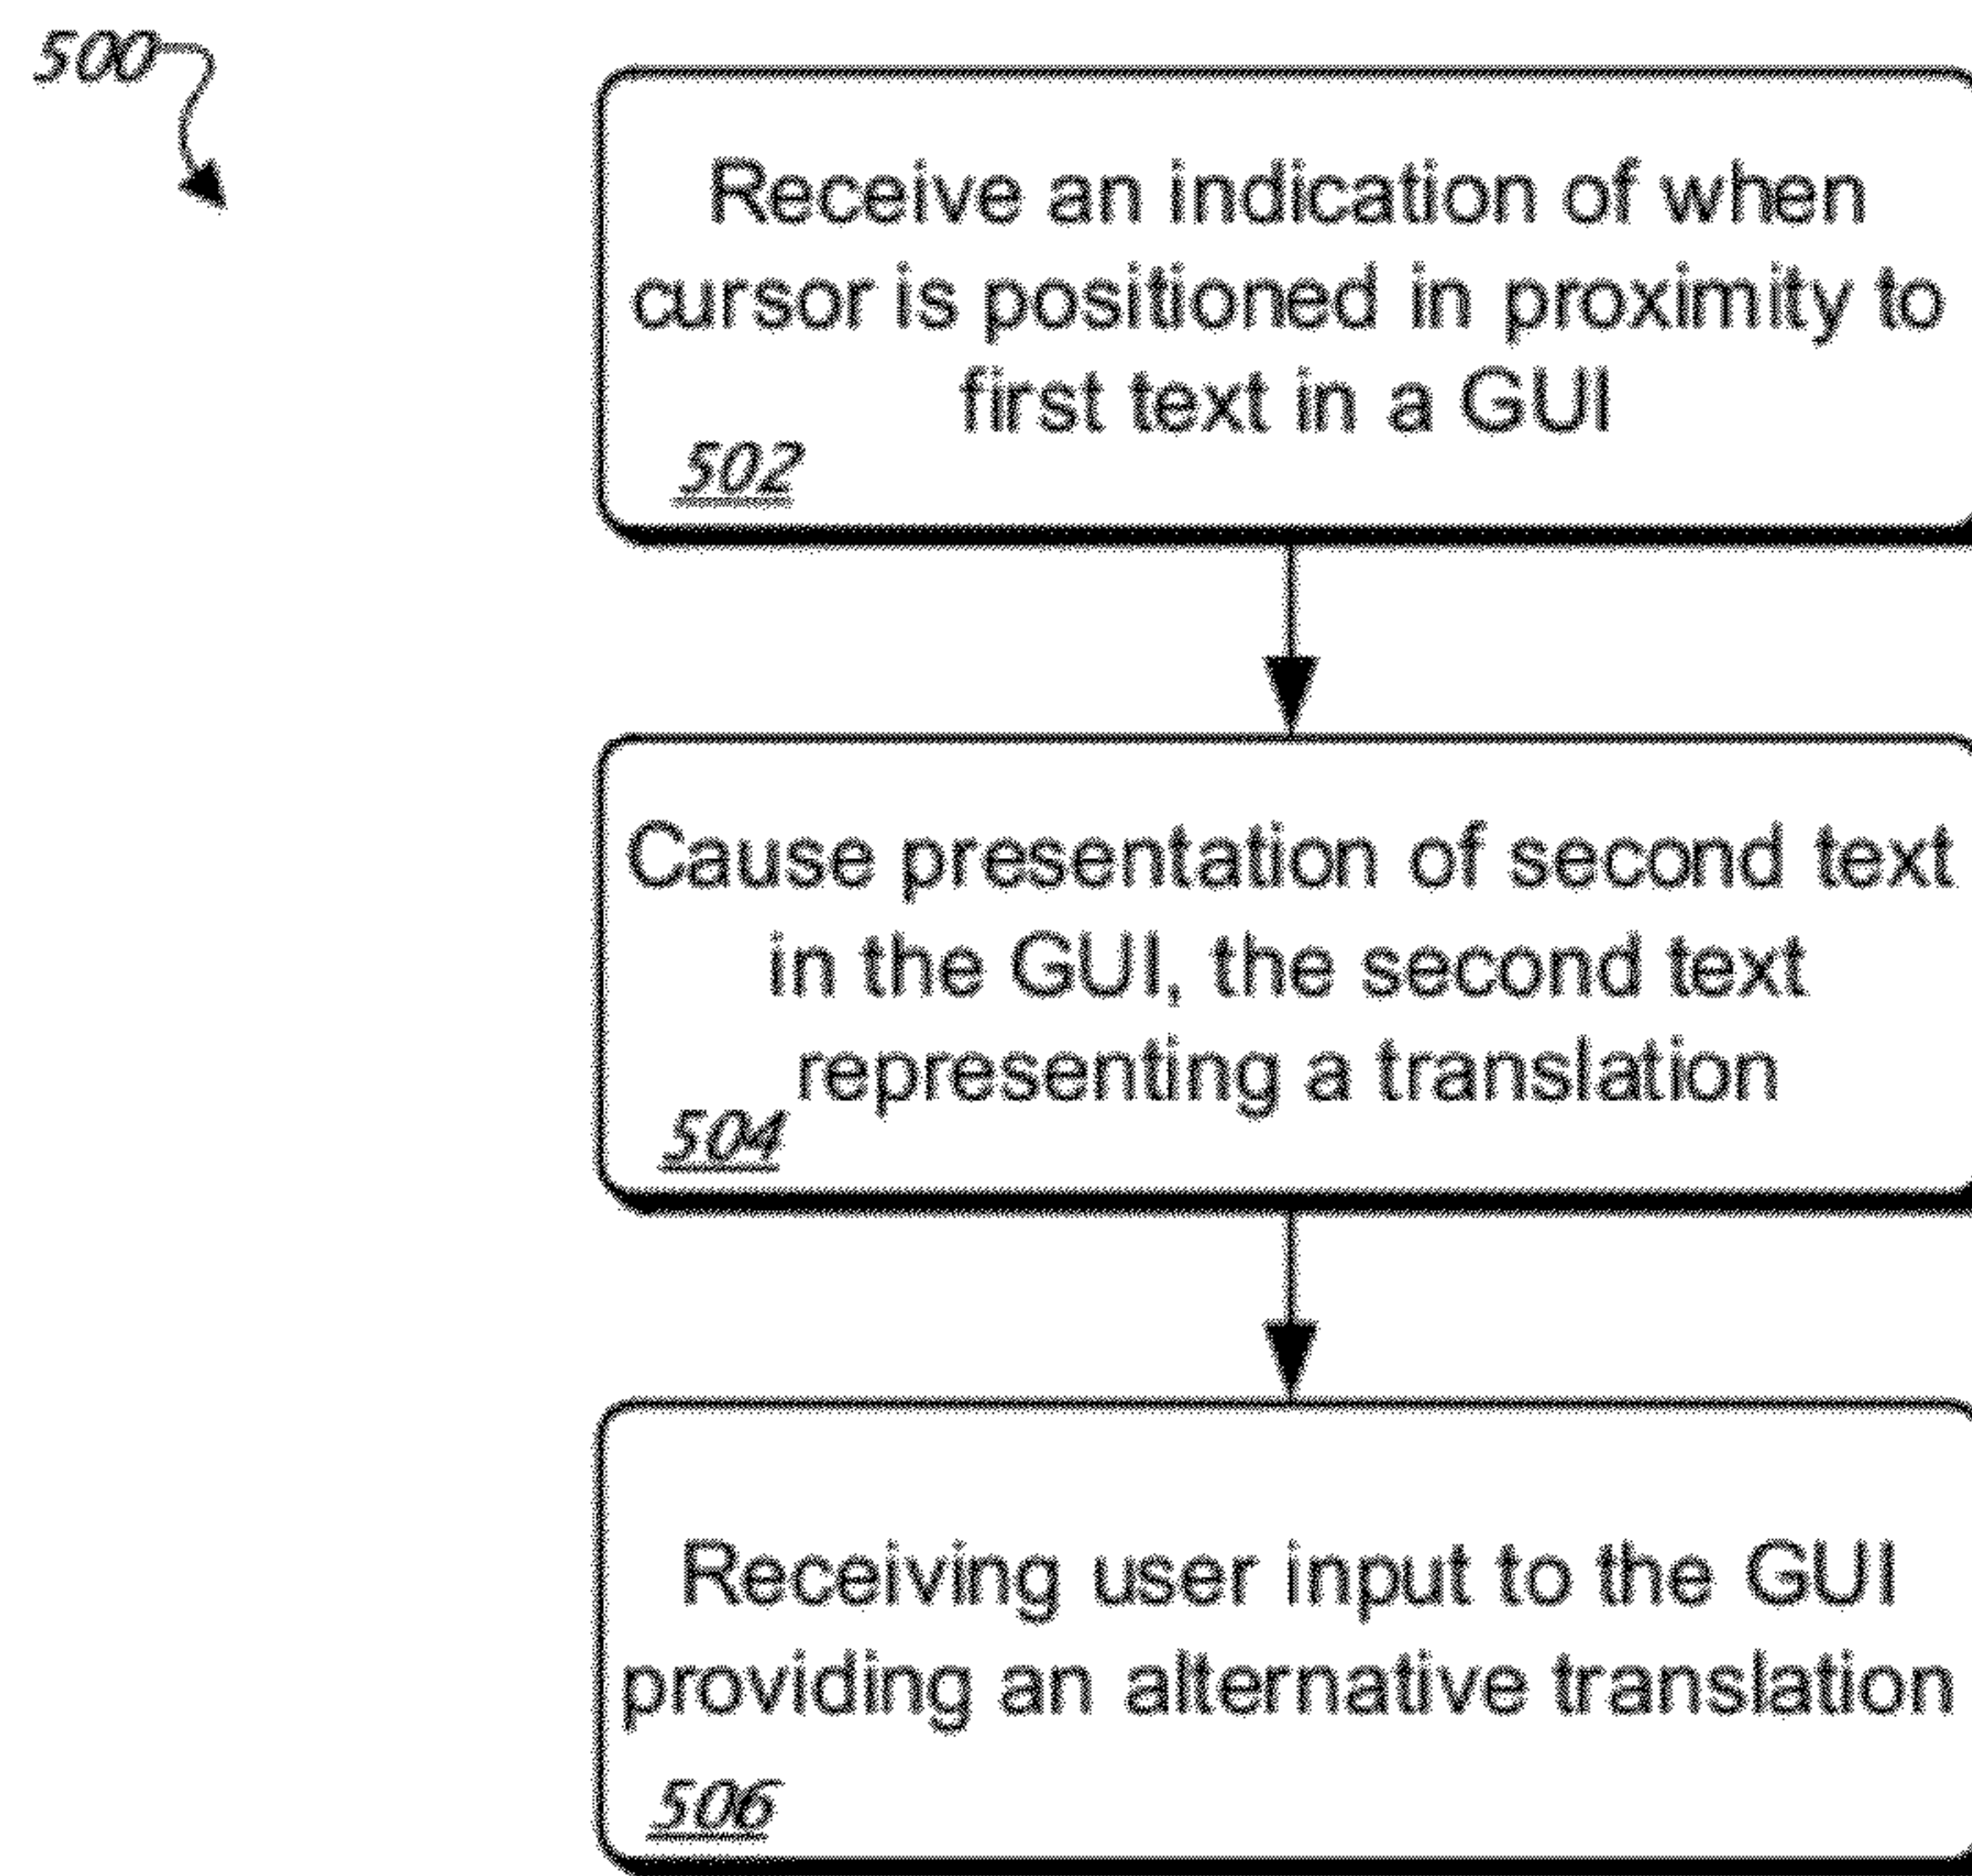 500
Receive an indication of when
cursor is positioned in proximity to
first text in a GUI
502
Cause presentation of second text
in the GUI, the second text
representing a translation
504
Receiving user input to the GUI
providing an alternative translation
506